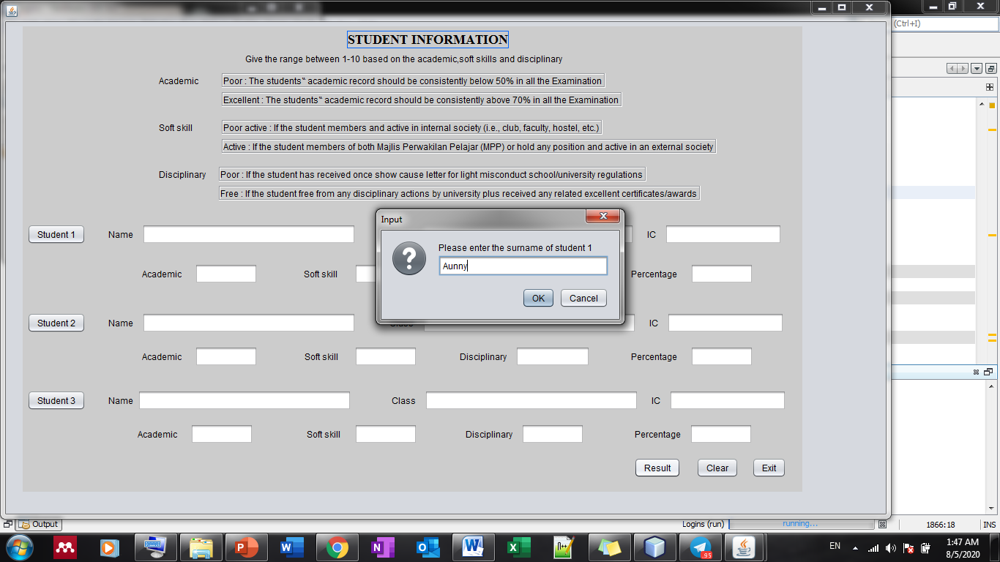 (Ctrl+I)
STUDENT INFORMATION
Give the range between 1-10 based on the academic,soft skills and disciplinary
Academic
Poor : The students‟ academic record should be consistently below 50% in all the Examination
Excellent : The students‟ academic record should be consistently above 70% in all the Examination
Soft skill
Poor active : If the student members and active in internal society (i.e., club, faculty, hostel, etc.)
Active : If the student members of both Majlis Perwakilan Pelajar (MPP) or hold any position and active in an external society
Disciplinary
Poor : If the student has received once show cause letter for light misconduct school/university regulations
Free : If the student free from any disciplinary actions by university plus received any related excellent certificates/awards
Input
Please enter the surname of student 1
Aunny
OK Cancel
Student 1 Name IC
Academic Soft skill Percentage
Student 2 Name Class IC
Academic Soft skill Disciplinary Percentage
Student 3 Name Class IC
Academic Soft skill Disciplinary Percentage
Result Clear Exit
Output Logins (run) running... 1866:18 INS
EN 1:47 AM
8/5/2020
.95